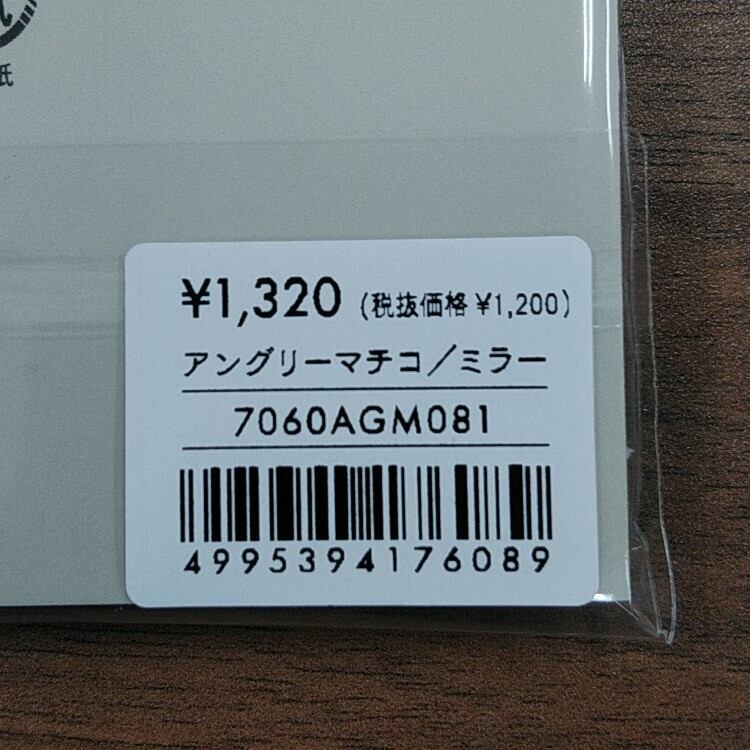 紙
¥1,320 (税抜価格 ¥1,200)
アングリーマチコ／ミラー
7060AGM081
4995394176089